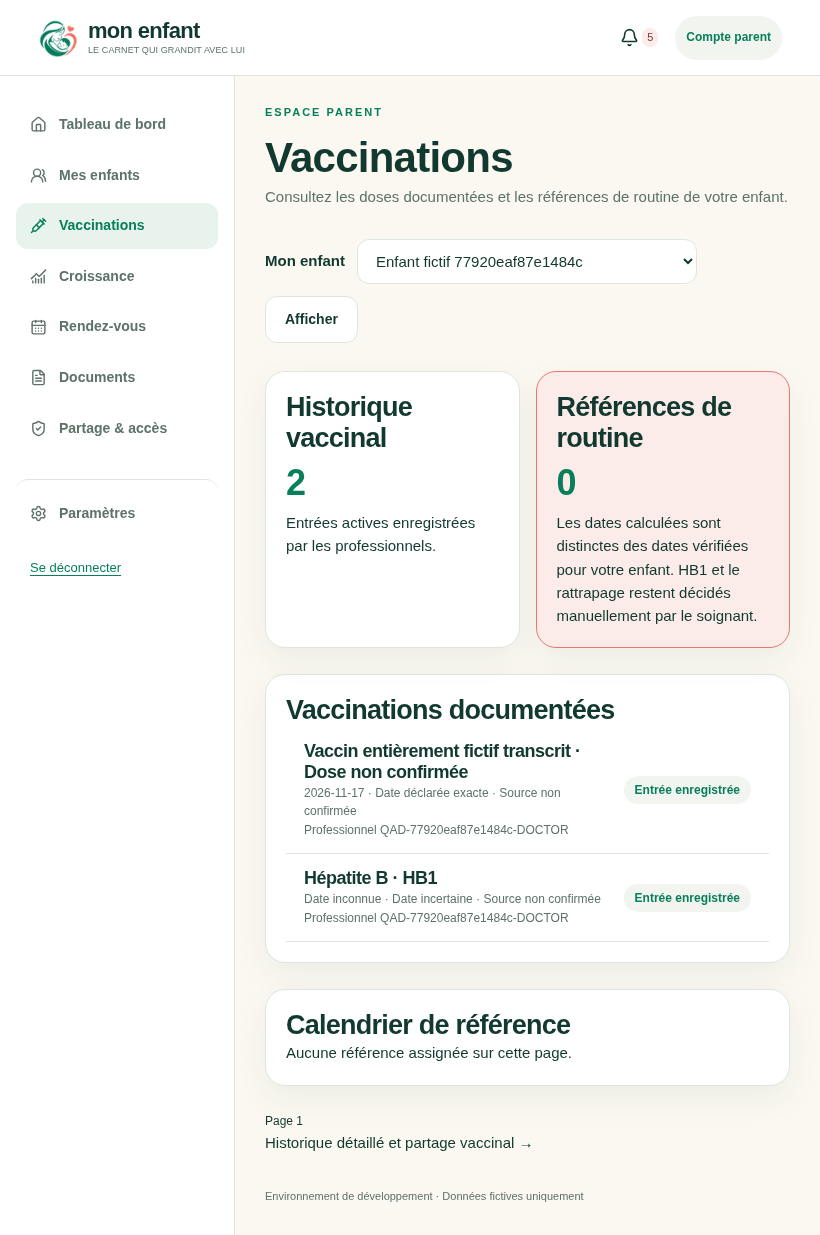 mon enfant
LE CARNET QUI GRANDIT AVEC LUI
5
Compte parent
Tableau de bord
Mes enfants
Vaccinations
Croissance
Rendez-vous
Documents
Partage & accès
Paramètres
Se déconnecter
ESPACE PARENT
Vaccinations
Consultez les doses documentées et les références de routine de votre enfant.
Mon enfant
Enfant fictif 77920eaf87e1484c
Afficher
Historique
vaccinal
2
Entrées actives enregistrées
par les professionnels.
Références de
routine
0
Les dates calculées sont
distinctes des dates vérifiées
pour votre enfant. HB1 et le
rattrapage restent décidés
manuellement par le soignant.
Vaccinations documentées
Vaccin entièrement fictif transcrit ·
Dose non confirmée
2026-11-17 · Date déclarée exacte · Source non
confirmée
Professionnel QAD-77920eaf87e1484c-DOCTOR
Entrée enregistrée
Hépatite B · HB1
Date inconnue · Date incertaine · Source non confirmée
Professionnel QAD-77920eaf87e1484c-DOCTOR
Entrée enregistrée
Calendrier de référence
Aucune référence assignée sur cette page.
Page 1
Historique détaillé et partage vaccinal →
Environnement de développement · Données fictives uniquement